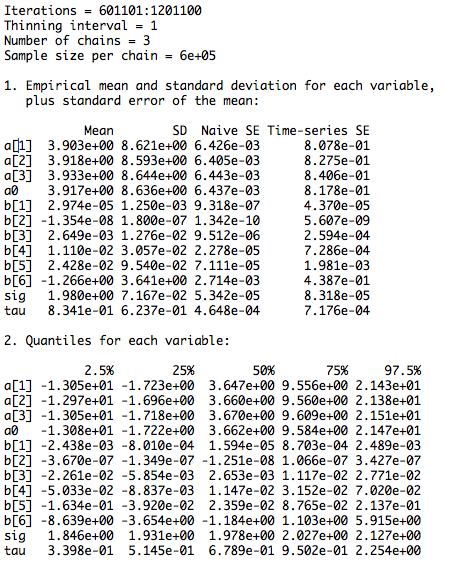 Iterations = 601101:1201100
Thinning interval = 1
Number of chains = 3
Sample size per chain = 6e+05
1. Empirical mean and standard deviation for each variable,
plus standard error of the mean:
Mean SD Naive SE Time-series SE
a[1] 3.903e+00 8.621e+00 6.426e-03 8.078e-01
a[2] 3.918e+00 8.593e+00 6.405e-03 8.275e-01
a[3] 3.933e+00 8.644e+00 6.443e-03 8.406e-01
a0 3.917e+00 8.636e+00 6.437e-03 8.178e-01
b[1] 2.974e-05 1.250e-03 9.318e-07 4.370e-05
b[2] -1.354e-08 1.800e-07 1.342e-10 5.607e-09
b[3] 2.649e-03 1.276e-02 9.512e-06 2.594e-04
b[4] 1.110e-02 3.057e-02 2.278e-05 7.286e-04
b[5] 2.428e-02 9.540e-02 7.111e-05 1.981e-03
b[6] -1.266e+00 3.641e+00 2.714e-03 4.387e-01
sig 1.980e+00 7.167e-02 5.342e-05 8.318e-05
tau 8.341e-01 6.237e-01 4.648e-04 7.176e-04
2. Quantiles for each variable:
2.5% 25% 50% 75% 97.5%
a[1] -1.305e+01 -1.723e+00 3.647e+00 9.556e+00 2.143e+01
a[2] -1.297e+01 -1.696e+00 3.660e+00 9.560e+00 2.138e+01
a[3] -1.305e+01 -1.718e+00 3.670e+00 9.609e+00 2.151e+01
a0 -1.308e+01 -1.722e+00 3.662e+00 9.584e+00 2.147e+01
b[1] -2.438e-03 -8.010e-04 1.594e-05 8.703e-04 2.489e-03
b[2] -3.670e-07 -1.349e-07 -1.251e-08 1.066e-07 3.427e-07
b[3] -2.261e-02 -5.854e-03 2.653e-03 1.117e-02 2.771e-02
b[4] -5.033e-02 -8.837e-03 1.147e-02 3.152e-02 7.020e-02
b[5] -1.634e-01 -3.920e-02 2.359e-02 8.765e-02 2.137e-01
b[6] -8.639e+00 -3.654e+00 -1.184e+00 1.103e+00 5.915e+00
sig 1.846e+00 1.931e+00 1.978e+00 2.027e+00 2.127e+00
tau 3.398e-01 5.145e-01 6.789e-01 9.502e-01 2.254e+00